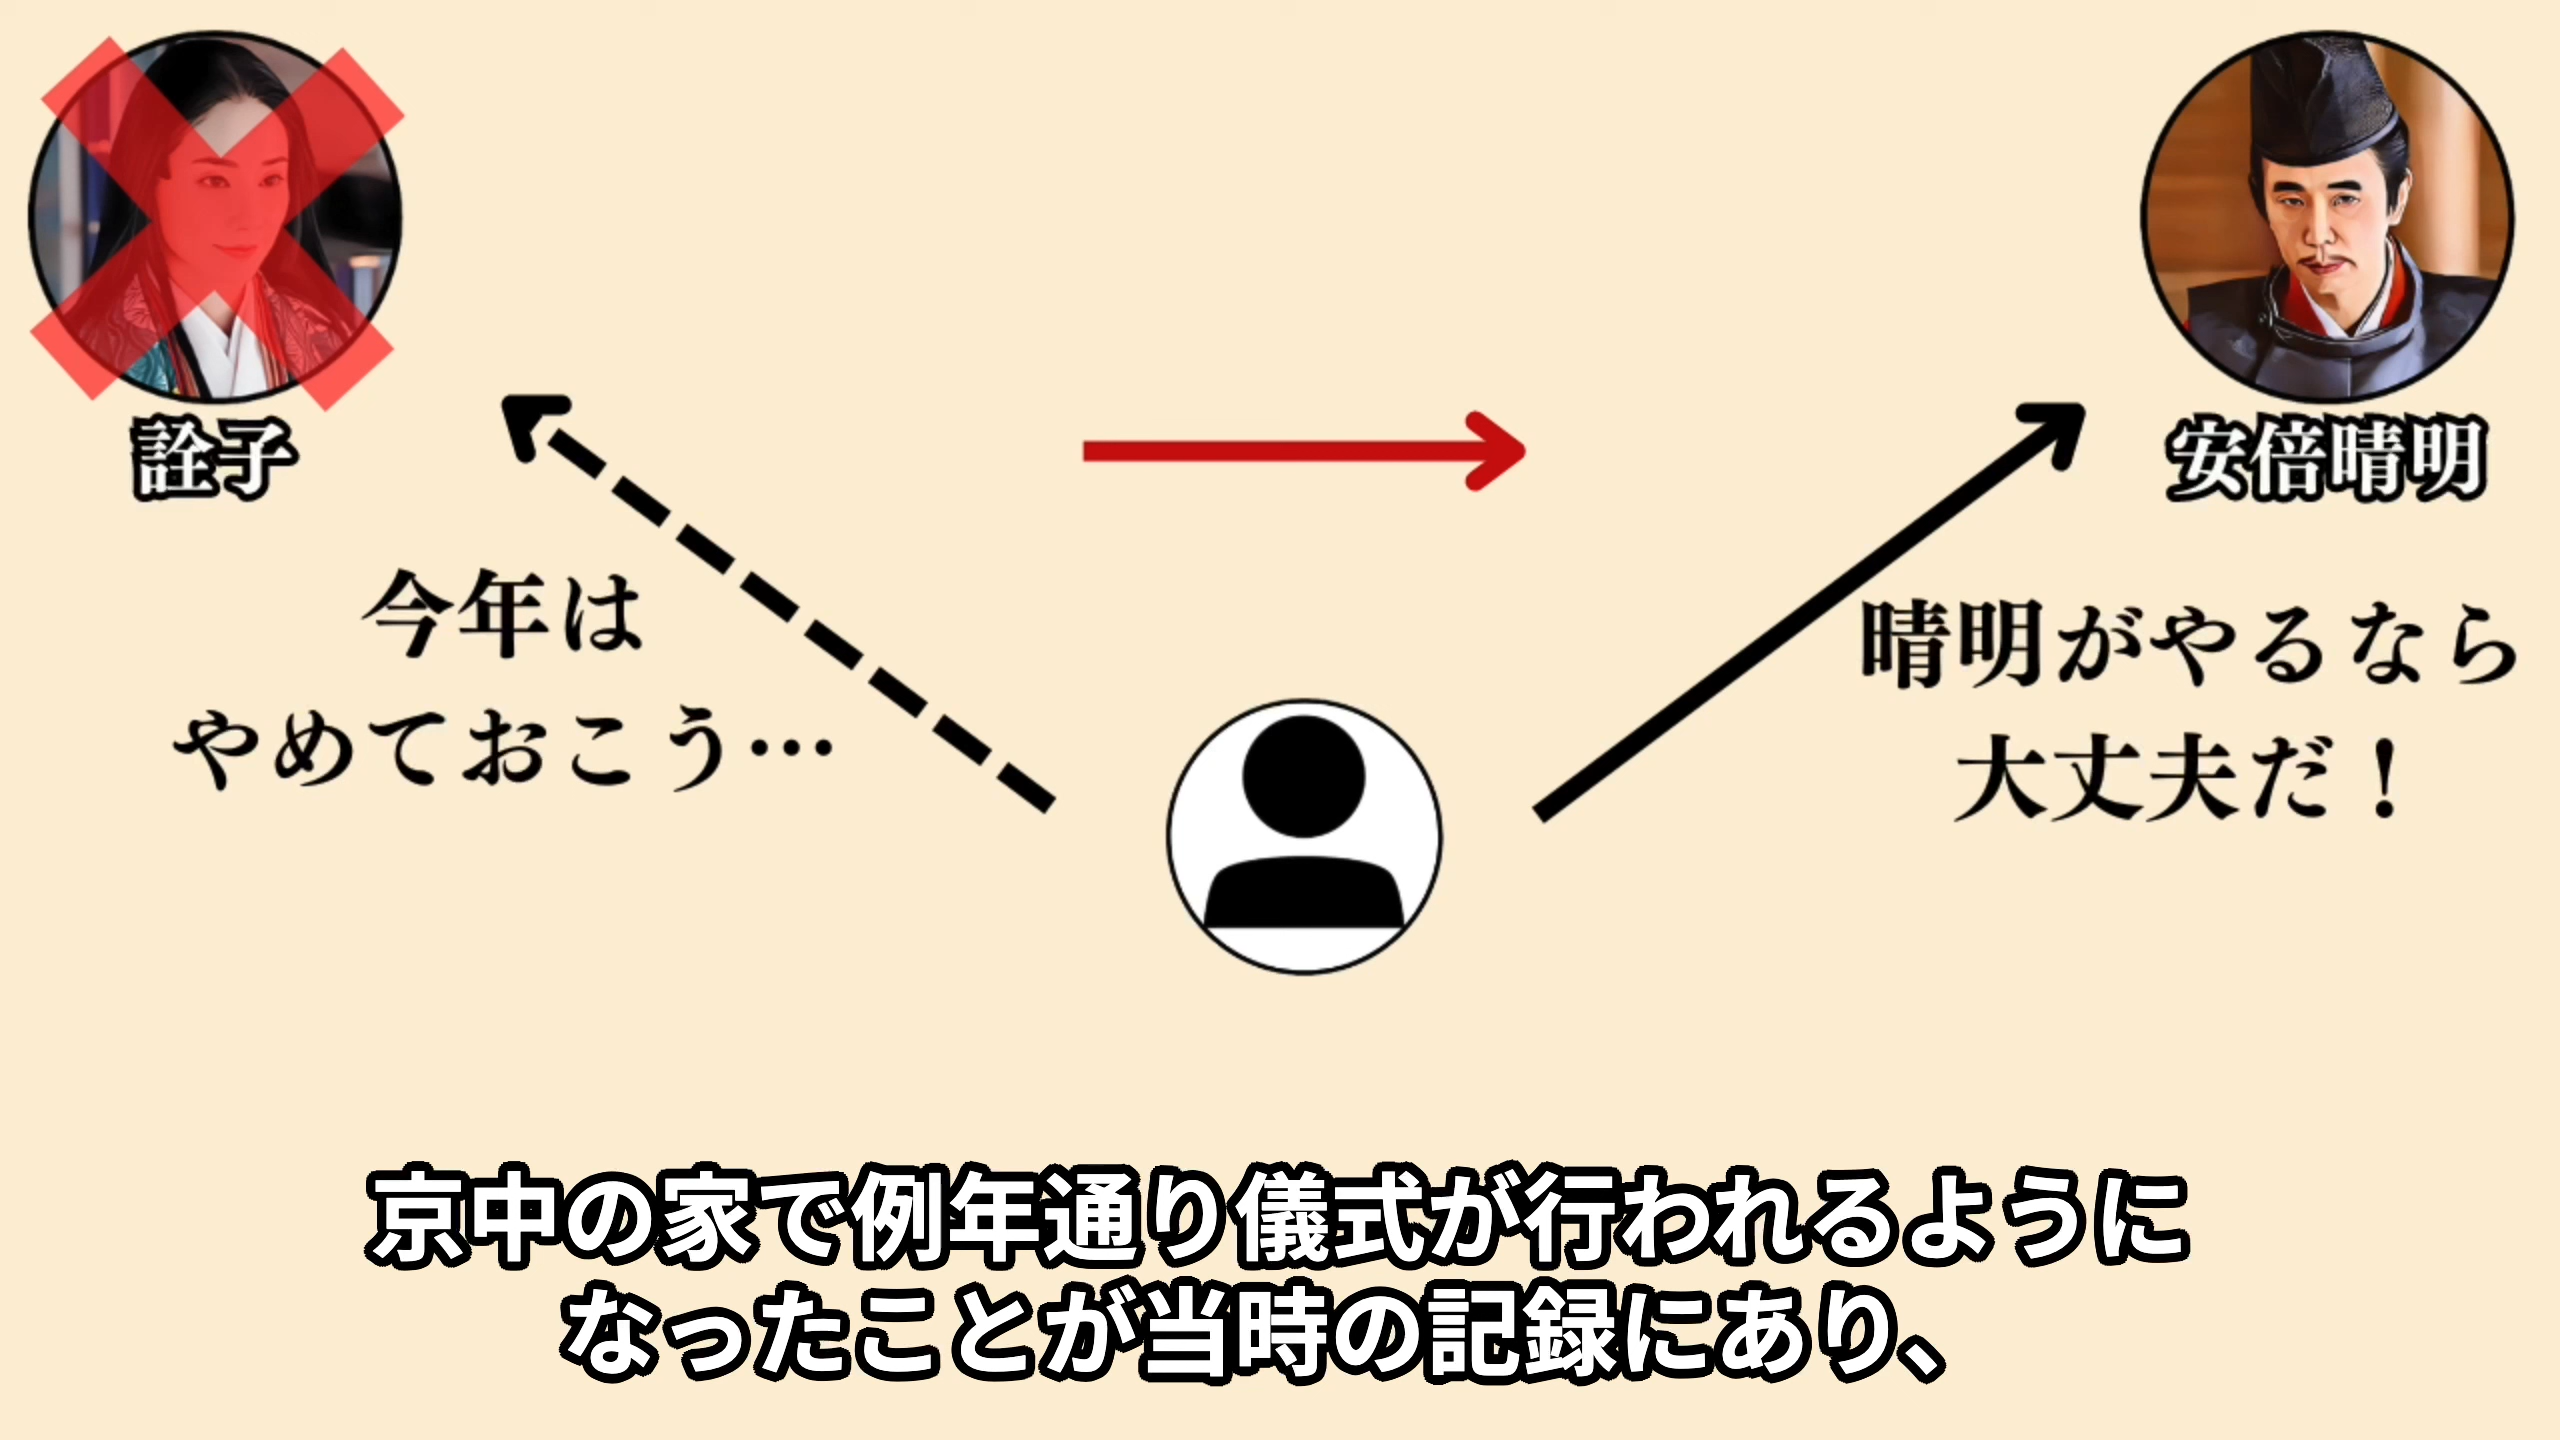 詮子
安倍晴明
今年は
やめておこう…
晴明がやるなら
大丈夫だ！
京中の家で例年通り儀式が行われるように
なったことが当時の記録にあり、